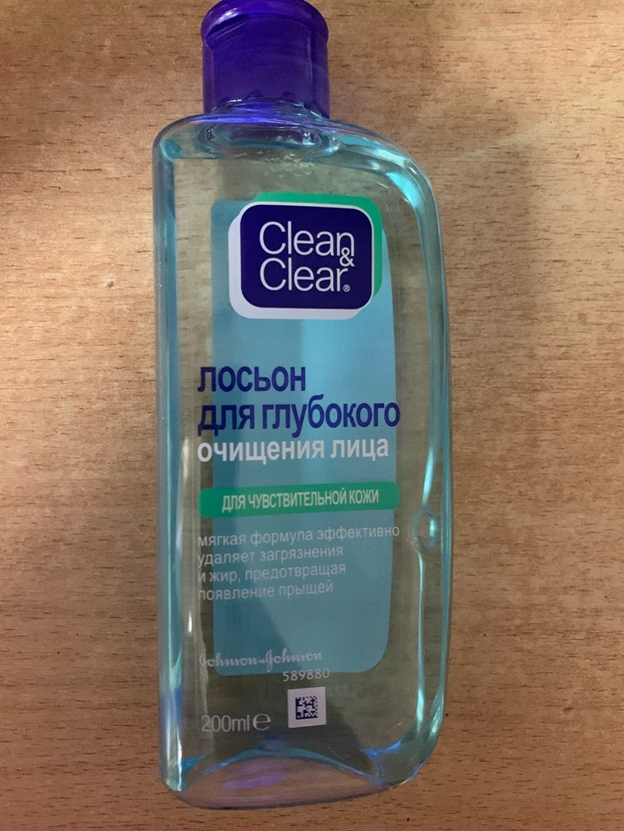 Clean
&
Clear®
лосьон
для глубокого
очищения лица
для чувствительной кожи
мягкая формула эффективно
удаляет загрязнения
и жир, предотвращая
появление прыщей
Johnson & Johnson
589880
200ml e